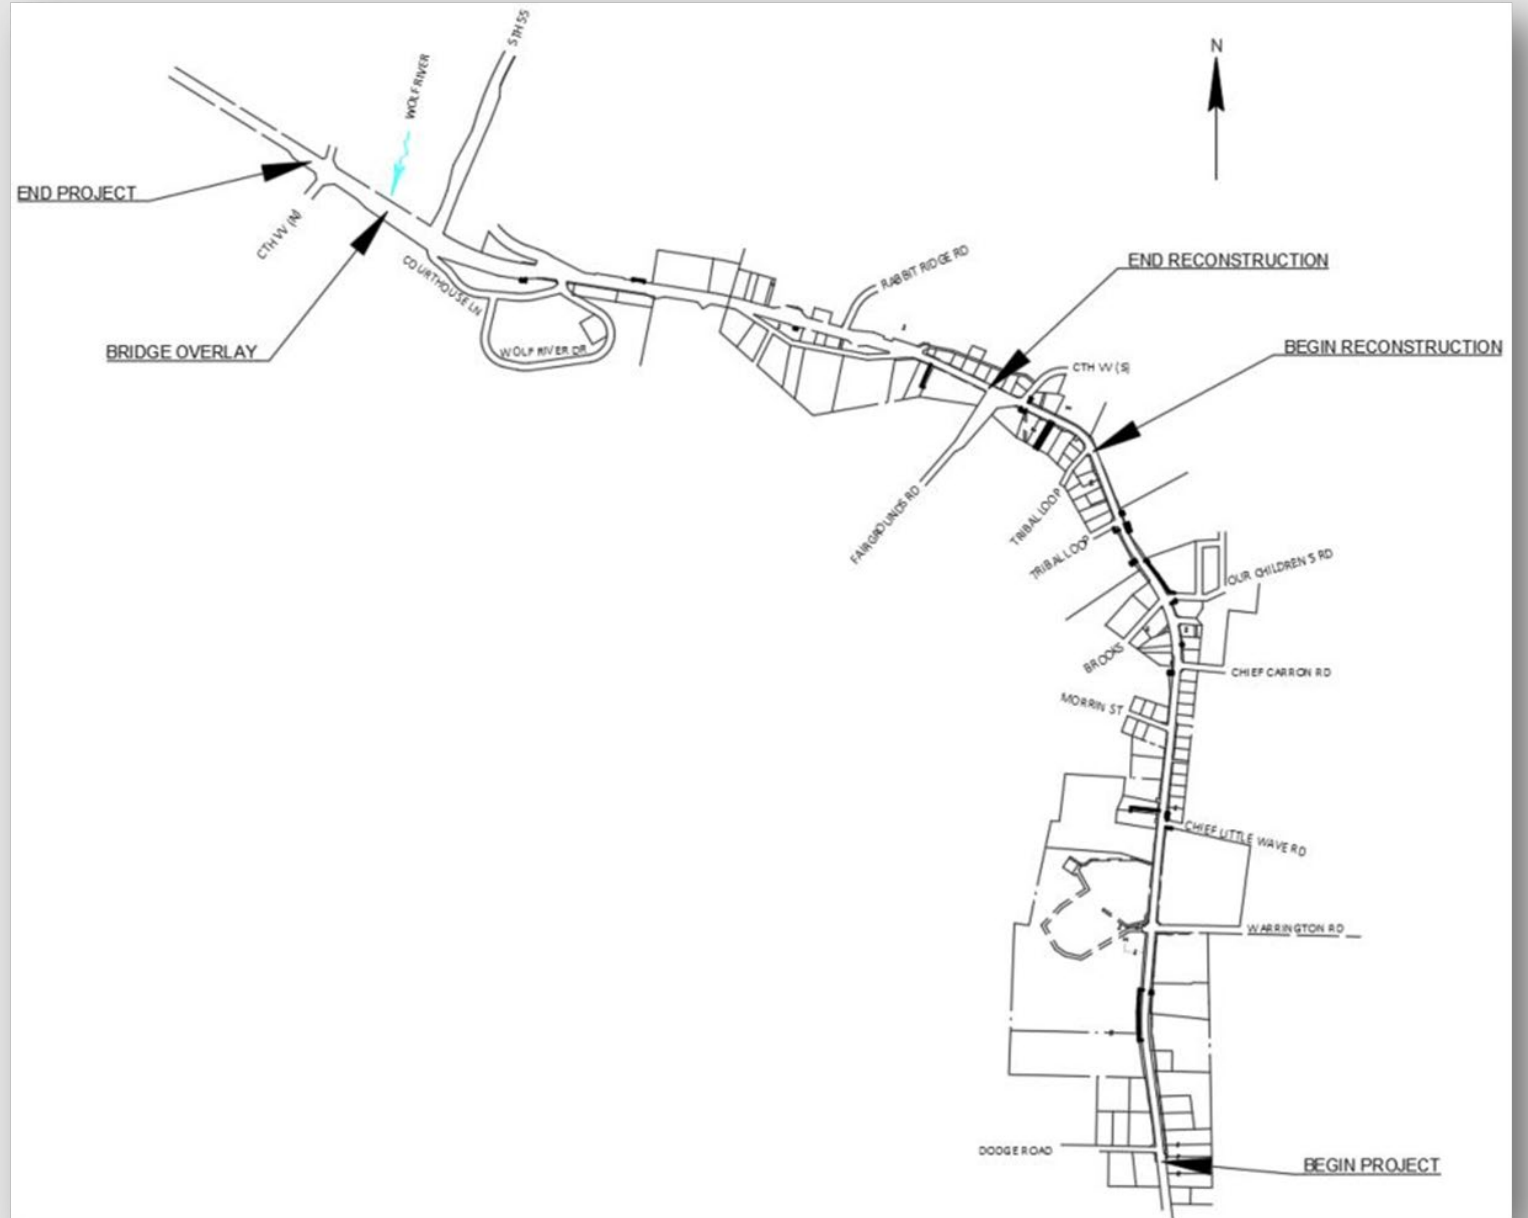 STH 55
WOLF RIVER
N
END PROJECT
CTH VV (N)
COURTHOUSE LN
BRIDGE OVERLAY
WOLF RIVER DR
RABBIT RIDGE RD
END RECONSTRUCTION
BEGIN RECONSTRUCTION
CTH VV (S)
FAIRGROUNDS RD
TRIBAL LOOP
TRIBAL LOOP
OUR CHILDREN'S RD
BROOKS
CHIEF CARRON RD
MORRIN ST
CHIEF LITTLE WAVE RD
WARRINGTON RD
DODGE ROAD
BEGIN PROJECT